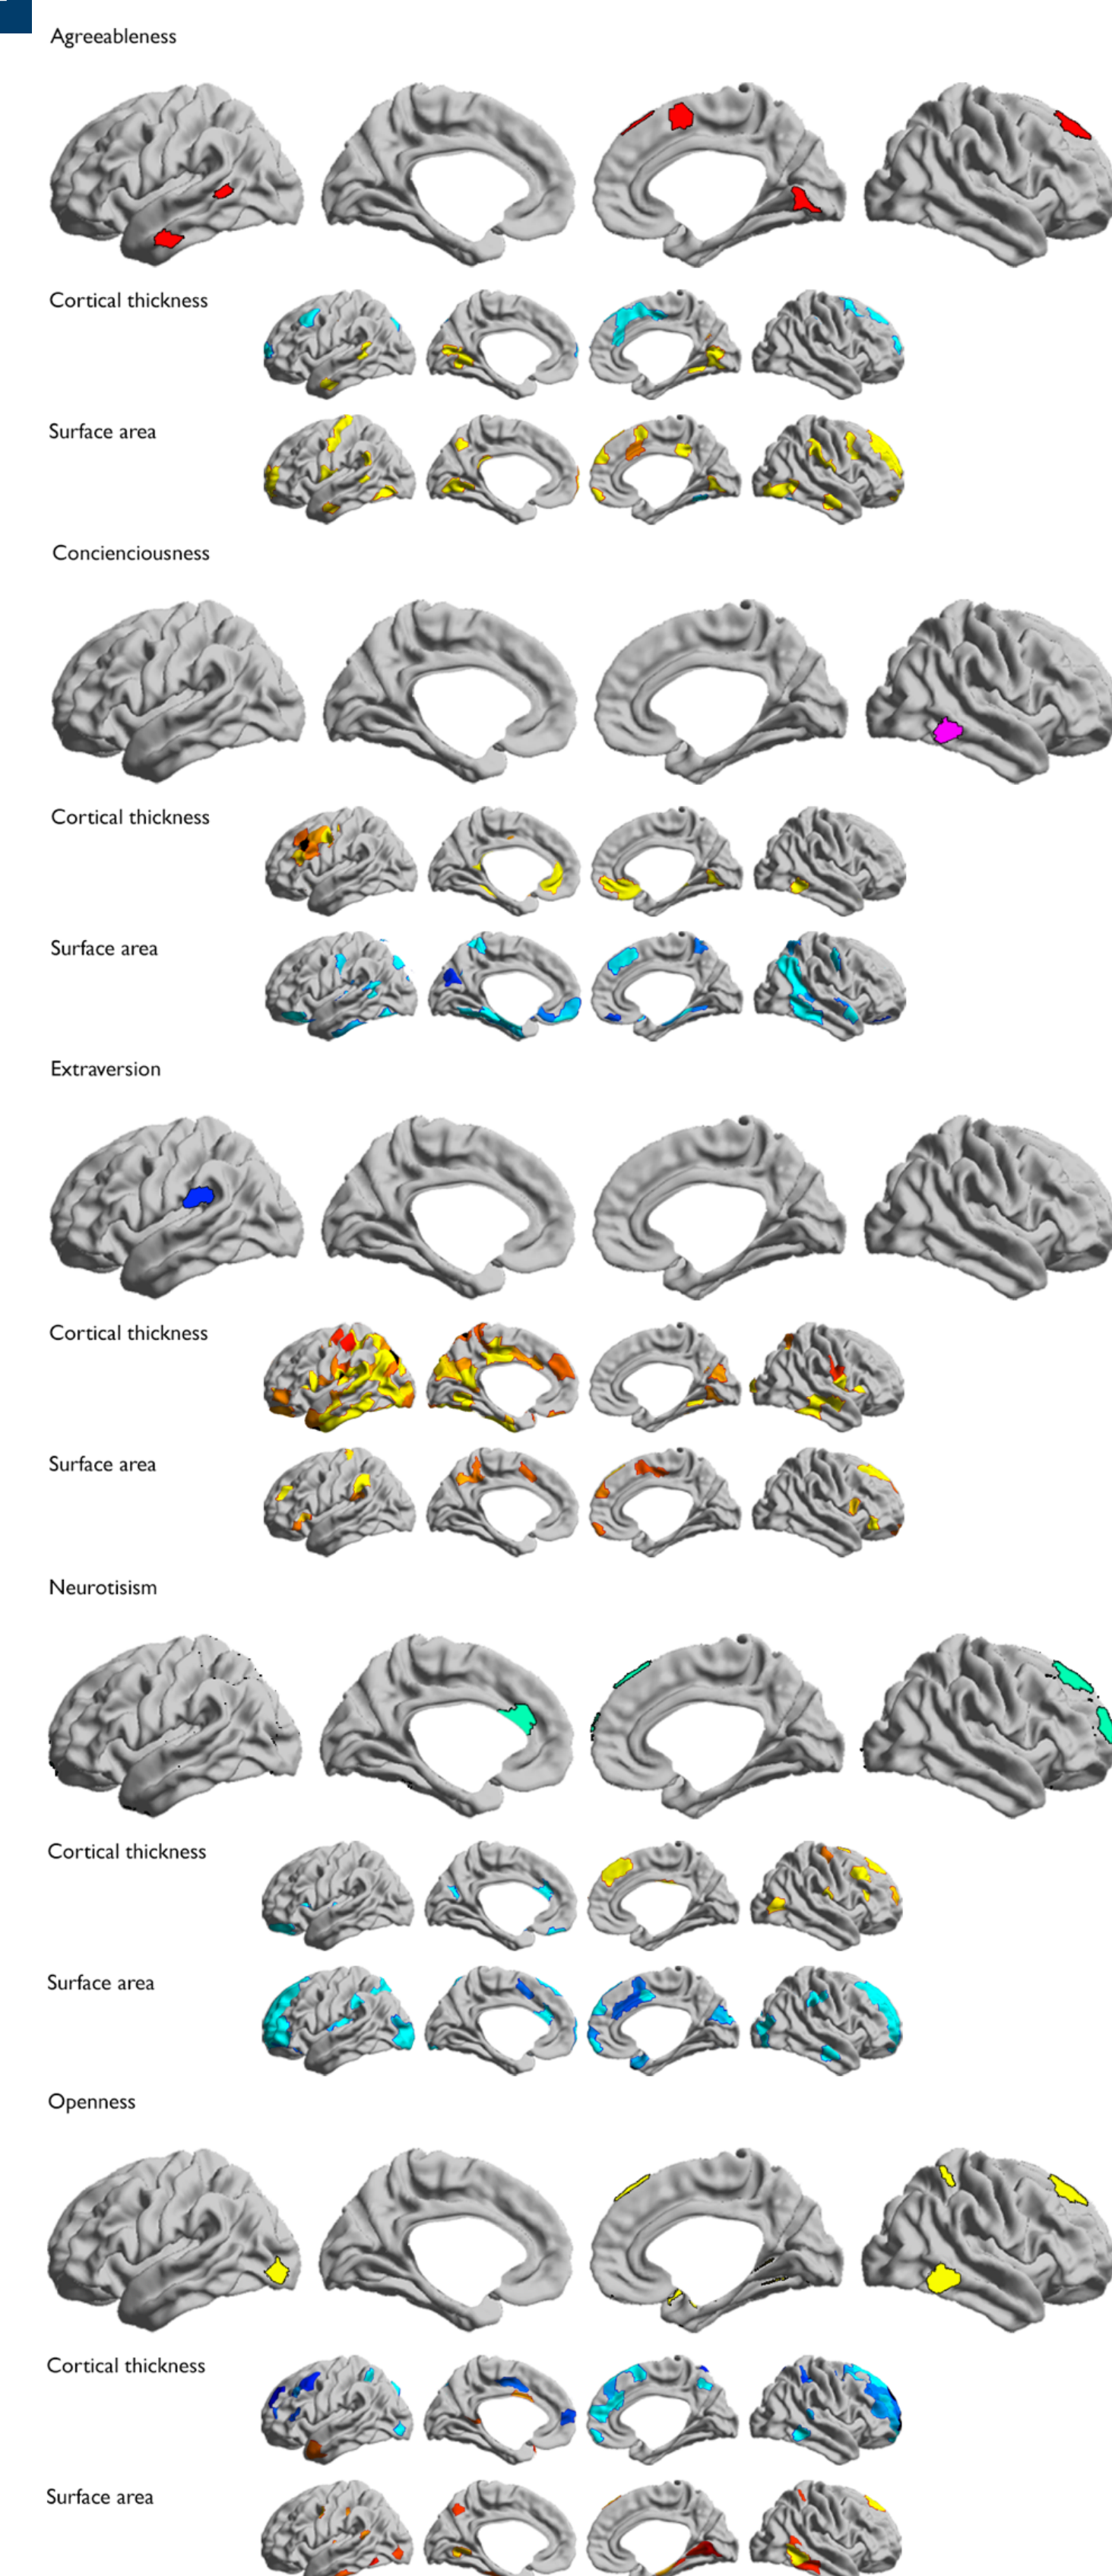 Agreeableness
Cortical thickness
Surface area
Concienciousness
Cortical thickness
Surface area
Extraversion
Cortical thickness
Surface area
Neurotisism
Cortical thickness
Surface area
Openness
Cortical thickness
Surface area